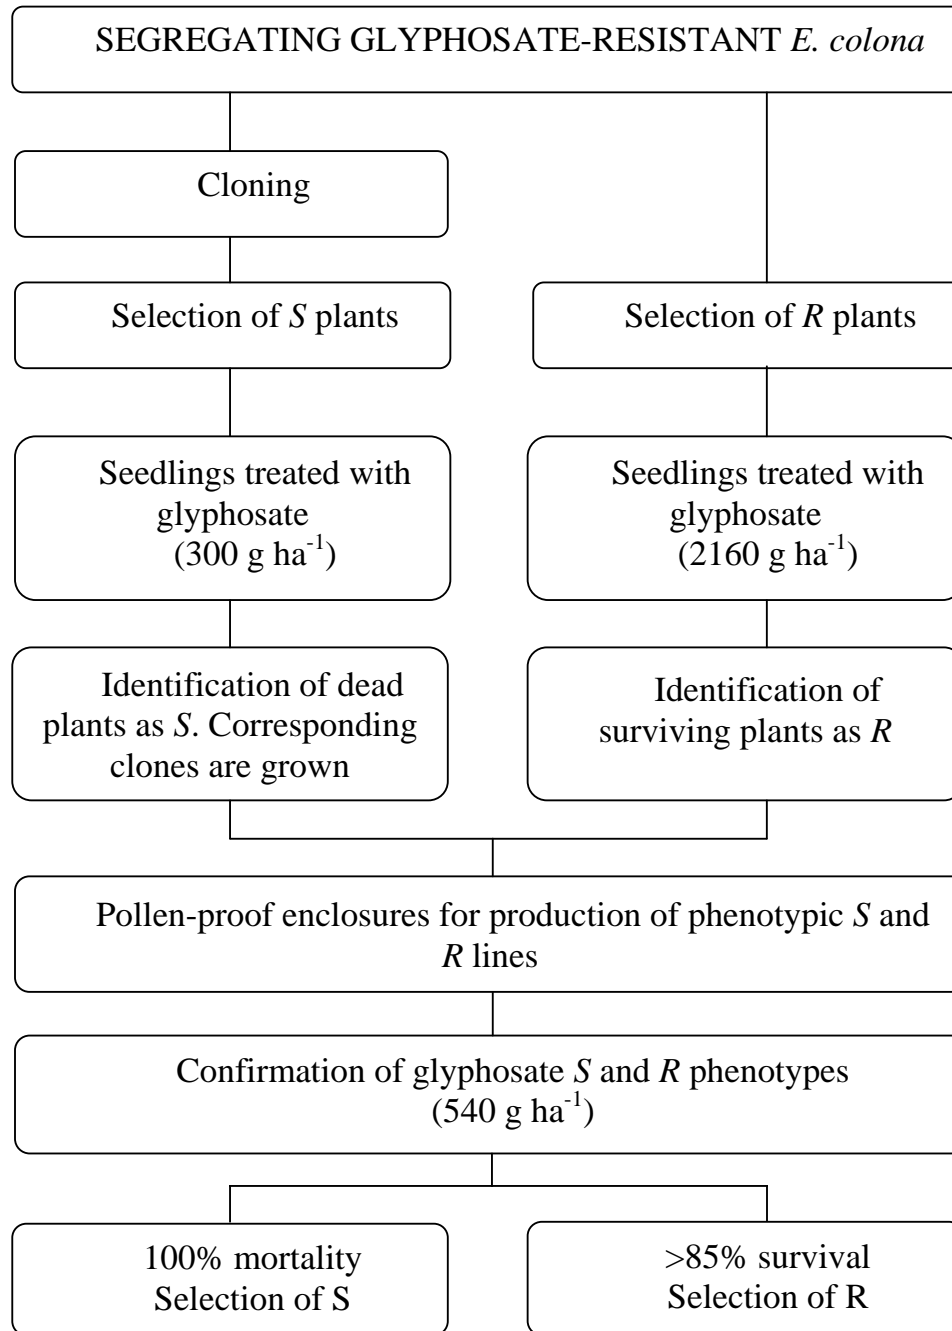 SEGREGATING GLYPHOSATE-RESISTANT E. colona
Cloning
Selection of S plants
Selection of R plants
Seedlings treated with
glyphosate
(300 g ha⁻¹)
Seedlings treated with
glyphosate
(2160 g ha⁻¹)
Identification of dead
plants as S. Corresponding
clones are grown
Identification of
surviving plants as R
Pollen-proof enclosures for production of phenotypic S and
R lines
Confirmation of glyphosate S and R phenotypes
(540 g ha⁻¹)
100% mortality
Selection of S
>85% survival
Selection of R